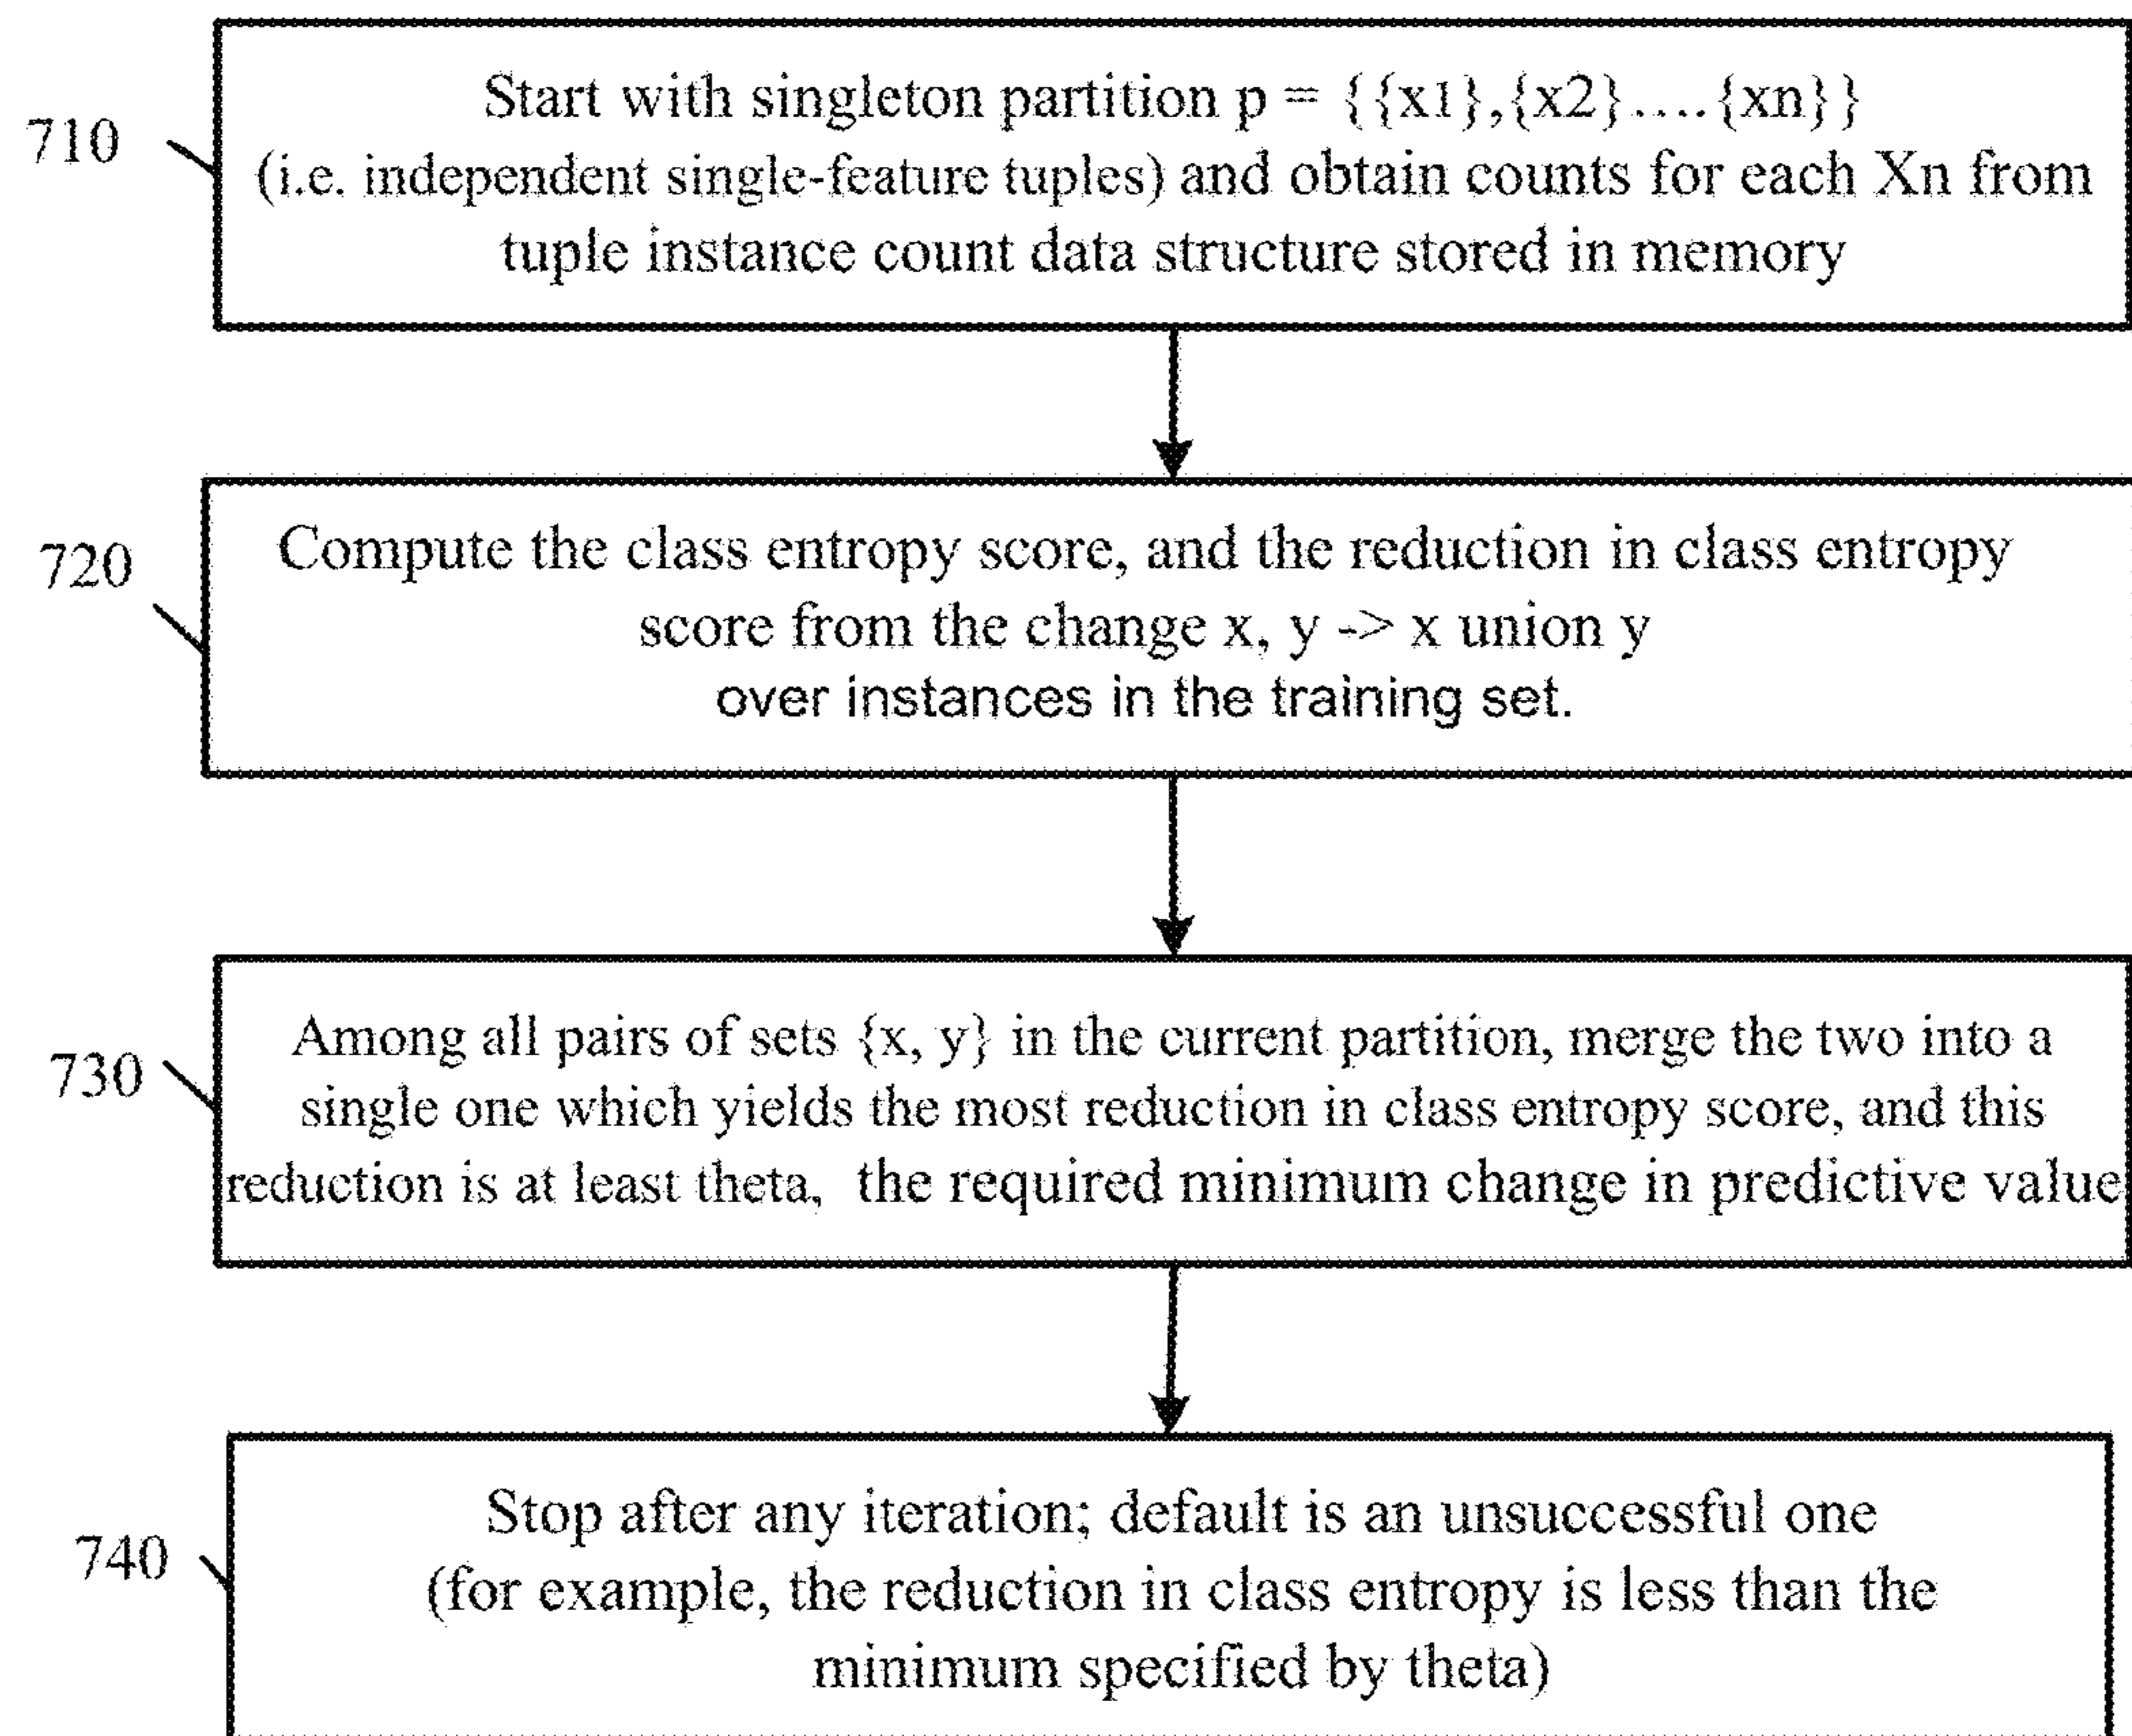 710
Start with singleton partition p = {{x1},{x2}....{xn}}
(i.e. independent single-feature tuples) and obtain counts for each Xn from
tuple instance count data structure stored in memory
720
Compute the class entropy score, and the reduction in class entropy
score from the change x, y -> x union y
over instances in the training set.
730
Among all pairs of sets {x, y} in the current partition, merge the two into a
single one which yields the most reduction in class entropy score, and this
reduction is at least theta, the required minimum change in predictive value
740
Stop after any iteration; default is an unsuccessful one
(for example, the reduction in class entropy is less than the
minimum specified by theta)